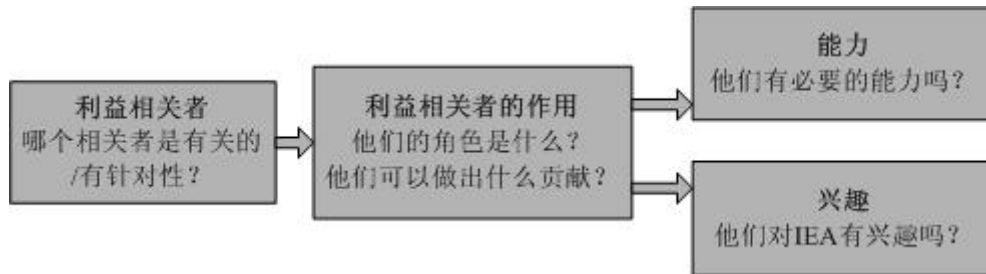 利益相关者
哪个相关者是有关的
/有针对性？
利益相关者的作用
他们的角色是什么？
他们可以做出什么贡献？
能力
他们有必要的能力吗？
兴趣
他们对IEA有兴趣吗？